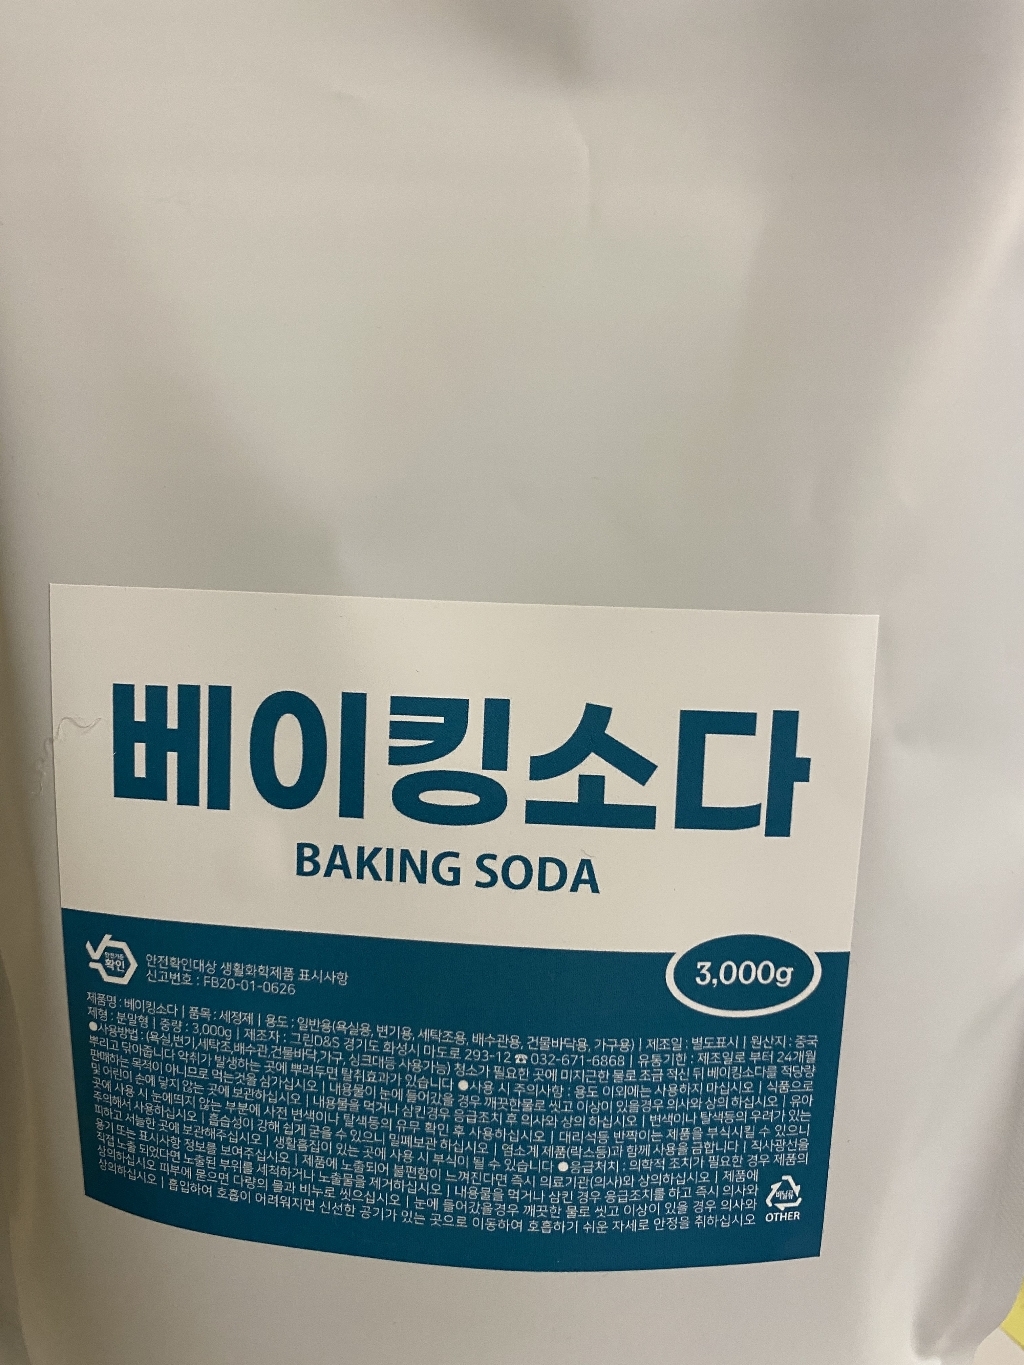 베이킹소다
BAKING SODA
3,000g
안전기준
확인
안전확인대상 생활화학제품 표시사항
신고번호 : FB20-01-0626
제품명 : 베이킹소다 | 품목 : 세정제 | 용도 : 일반용(욕실용, 변기용, 세탁조용, 배수관용, 건물바닥용, 가구용) | 제조일 : 별도표시 | 원산지 : 중국
제형 : 분말형 | 중량 : 3,000g | 제조자 : 그린D&S 경기도 화성시 마도로 293-12 ☎ 032-671-6868 | 유통기한 : 제조일로 부터 24개월
●사용방법 : (욕실,변기,세탁조,배수관,건물바닥,가구, 싱크대등 사용가능) 청소가 필요한 곳에 미지근한 물로 조금 적신 뒤 베이킹소다를 적당량
뿌리고 닦아줍니다 악취가 발생하는 곳에 뿌려두면 탈취효과가 있습니다 ●사용 시 주의사항 : 용도 이외에는 사용하지 마십시오 | 식품으로
판매하는 목적이 아니므로 먹는것을 삼가십시오 | 내용물이 눈에 들어갔을 경우 깨끗한물로 씻고 이상이 있을경우 의사와 상의 하십시오 | 유아
및 어린이 손에 닿지 않는 곳에 보관하십시오 | 내용물을 먹거나 삼킨경우 응급조치 후 의사와 상의 하십시오 | 변색이나 탈색등의 우려가 있는
곳에 사용 시 눈에띄지 않는 부분에 사전 변색이나 탈색등의 유무 확인 후 사용하십시오 | 대리석등 반짝이는 제품을 부식시킬 수 있으니
주의해서 사용하십시오 | 흡습성이 강해 쉽게 굳을 수 있으니 밀폐보관 하십시오 | 염소계 제품(락스등)과 함께 사용을 금합니다 | 직사광선을
피하고 서늘한 곳에 보관해주십시오 | 생활흠집이 있는 곳에 사용 시 부식이 될 수 있습니다 ●응급처치 : 의학적 조치가 필요한 경우 제품의
용기 또는 표시사항 정보를 보여주십시오 | 제품에 노출되어 불편함이 느껴진다면 즉시 의료기관(의사)와 상의하십시오 | 제품에
직접 노출 되었다면 노출된 부위를 세척하거나 노출물을 제거하십시오 | 내용물을 먹거나 삼킨 경우 응급조치를 하고 즉시 의사와
상의하십시오 피부에 묻으면 다량의 물과 비누로 씻으십시오 | 눈에 들어갔을경우 깨끗한 물로 씻고 이상이 있을 경우 의사와
상의하십시오 | 흡입하여 호흡이 어려워지면 신선한 공기가 있는 곳으로 이동하여 호흡하기 쉬운 자세로 안정을 취하십시오
비닐류
OTHER